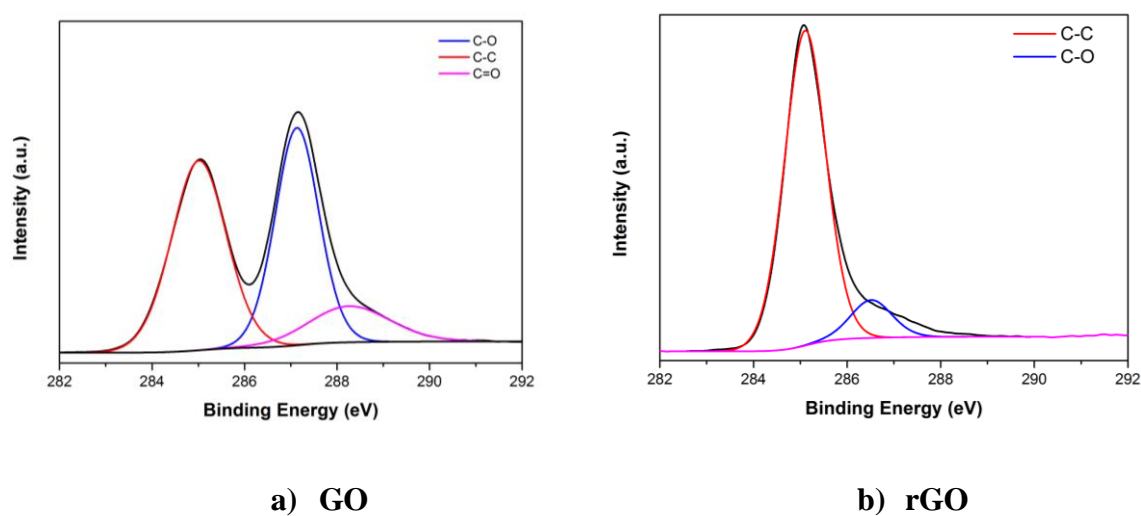 C-O
C-C
C=O
Intensity (a.u.)
282 284 286 288 290 292
Binding Energy (eV)
a) GO
C-C
C-O
Intensity (a.u.)
282 284 286 288 290 292
Binding Energy (eV)
b) rGO